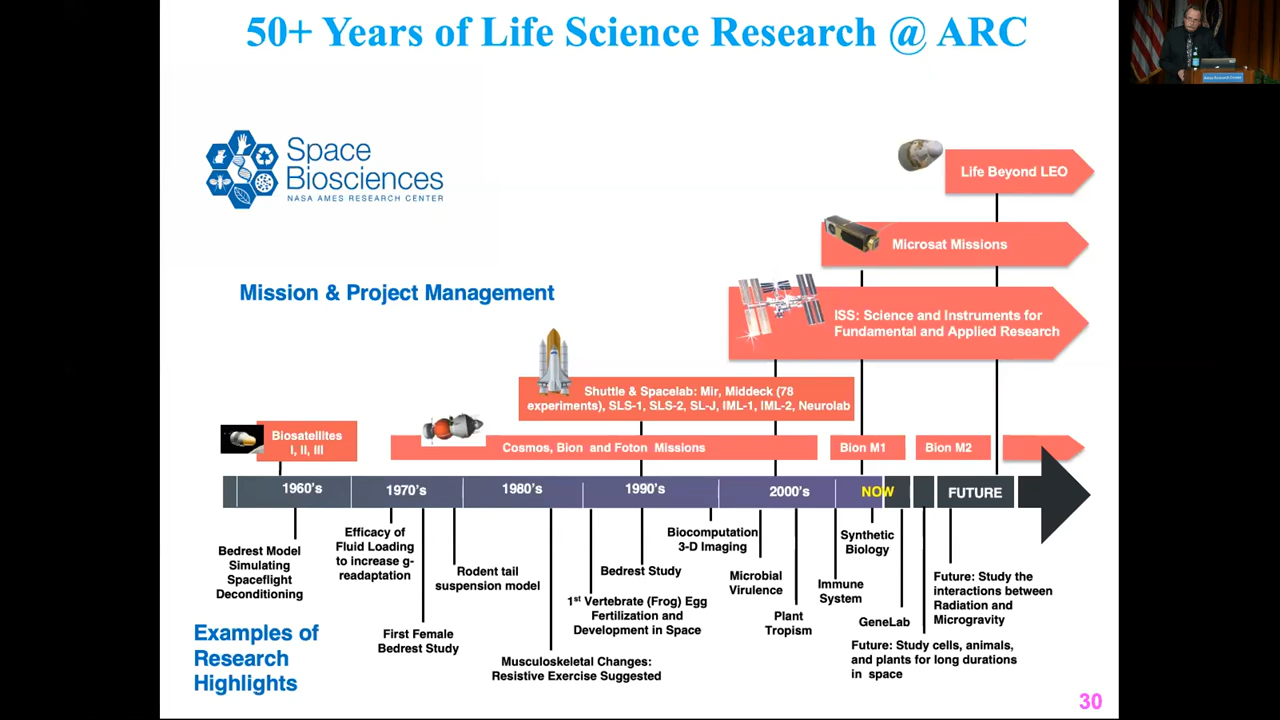 50+ Years of Life Science Research @ ARC
Space
Biosciences
NASA AMES RESEARCH CENTER
Life Beyond LEO
Microsat Missions
Mission & Project Management
ISS: Science and Instruments for
Fundamental and Applied Research
Shuttle & Spacelab: Mir, Middeck (78
experiments), SLS-1, SLS-2, SL-J, IML-1, IML-2, Neurolab
Biosatellites
I, II, III
Cosmos, Bion and Foton Missions
Bion M1
Bion M2
1960's
1970's
1980's
1990's
2000's
NOW
FUTURE
Bedrest Model
Simulating
Spaceflight
Deconditioning
Efficacy of
Fluid Loading
to increase g-
readaptation
First Female
Bedrest Study
Rodent tail
suspension model
Musculoskeletal Changes:
Resistive Exercise Suggested
1st Vertebrate (Frog) Egg
Fertilization and
Development in Space
Bedrest Study
Biocomputation
3-D Imaging
Microbial
Virulence
Plant
Tropism
Immune
System
Synthetic
Biology
GeneLab
Future: Study cells, animals,
and plants for long durations
in space
Future: Study the
interactions between
Radiation and
Microgravity
Examples of
Research
Highlights
30